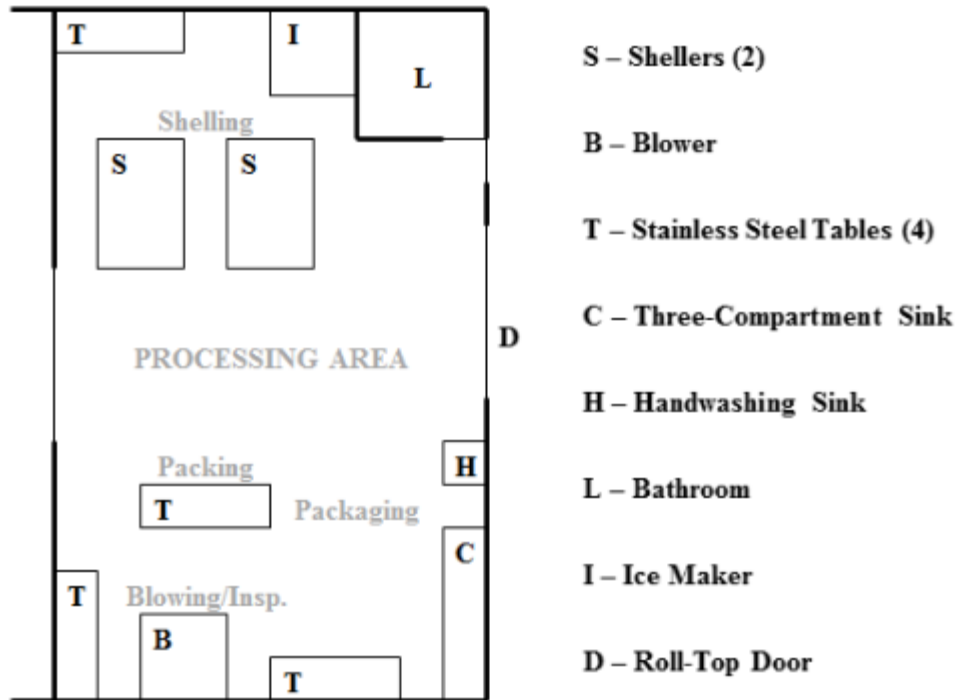 T
I
L
Shelling
S
S
PROCESSING AREA
D
Packing
H
T
Packaging
C
T
Blowing/Insp.
B
T
S – Shellers (2)
B – Blower
T – Stainless Steel Tables (4)
C – Three-Compartment Sink
H – Handwashing Sink
L – Bathroom
I – Ice Maker
D – Roll-Top Door